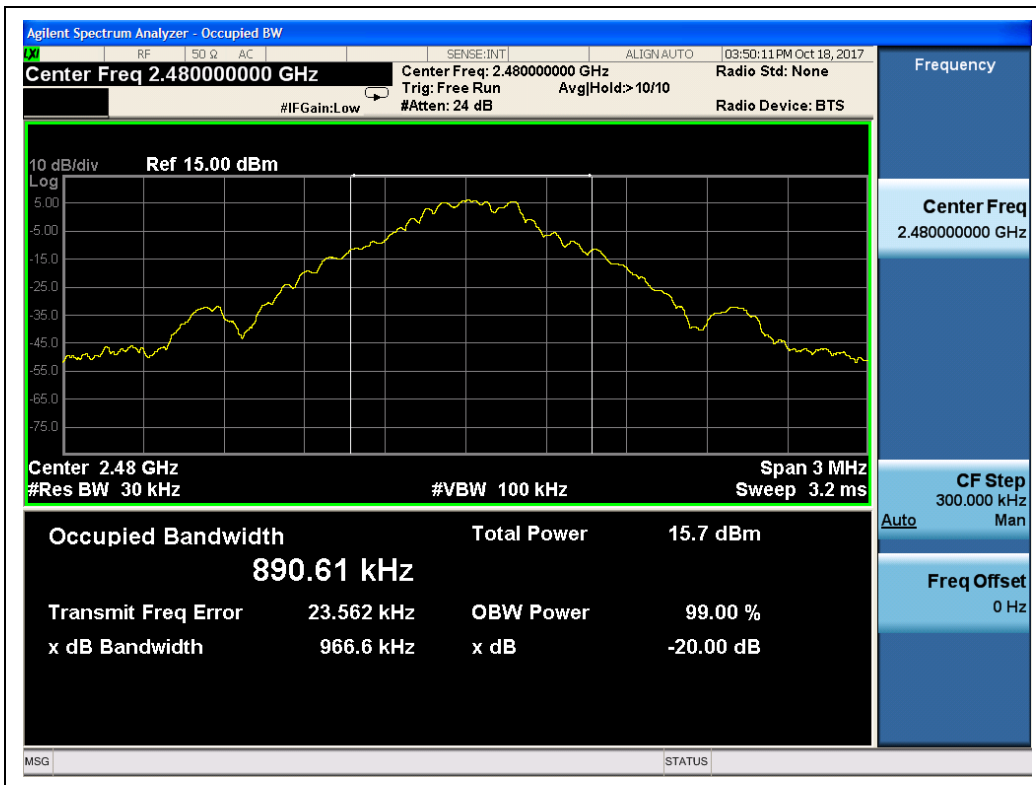 Agilent Spectrum Analyzer - Occupied BW
LXI RF 50 Ω AC SENSE:INT ALIGN AUTO 03:50:11 PM Oct 18, 2017
Center Freq 2.480000000 GHz
#IFGain:Low
Center Freq: 2.480000000 GHz
Trig: Free Run Avg|Hold:> 10/10
#Atten: 24 dB
Radio Std: None
Radio Device: BTS
10 dB/div Ref 15.00 dBm
Log
5.00
-5.00
-15.0
-25.0
-35.0
-45.0
-55.0
-65.0
-75.0
Center 2.48 GHz Span 3 MHz
#Res BW 30 kHz #VBW 100 kHz Sweep 3.2 ms
Occupied Bandwidth Total Power 15.7 dBm
890.61 kHz
Transmit Freq Error 23.562 kHz OBW Power 99.00 %
x dB Bandwidth 966.6 kHz x dB -20.00 dB
Frequency
Center Freq
2.480000000 GHz
CF Step
300.000 kHz
Auto Man
Freq Offset
0 Hz
MSG STATUS